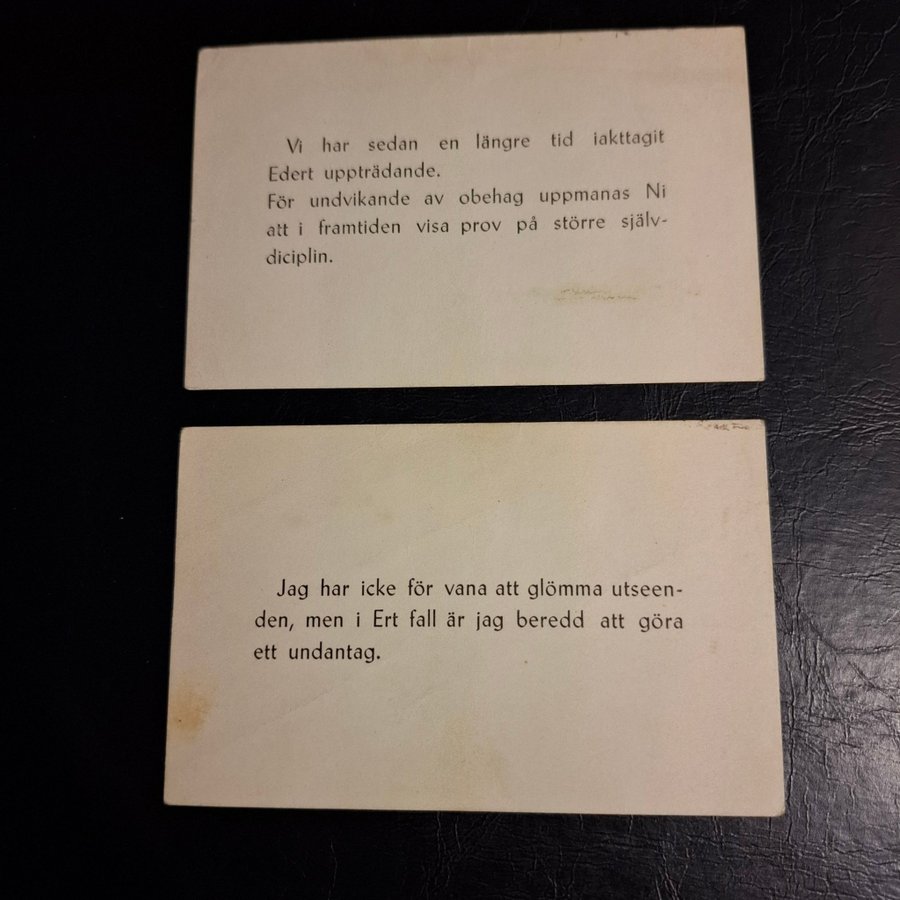 Vi har sedan en längre tid iakttagit
Edert uppträdande.
För undvikande av obehag uppmanas Ni
att i framtiden visa prov på större själv-
diciplin.
Jag har icke för vana att glömma utseen-
den, men i Ert fall är jag beredd att göra
ett undantag.